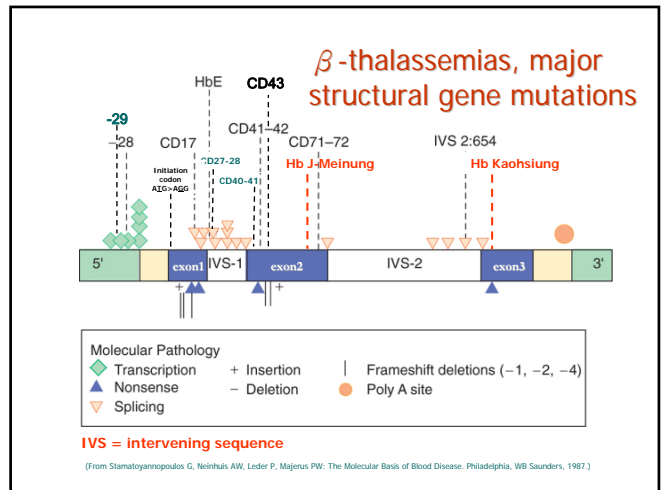 β-thalassemias, major
structural gene mutations
HbE
CD43
-29
-28
CD17
CD41-42
CD71-72
IVS 2:654
Initiation
codon
ATG>AGG
CD27-28
CD40-41
Hb J-Meinung
Hb Kaohsiung
5' exon1 IVS-1 exon2 IVS-2 exon3 3'
+ +
Molecular Pathology
Transcription + Insertion | Frameshift deletions (−1, −2, −4)
Nonsense − Deletion Poly A site
Splicing
IVS = intervening sequence
(From Stamatoyannopoulos G, Neinhuis AW, Leder P, Majerus PW: The Molecular Basis of Blood Disease. Philadelphia, WB Saunders, 1987.)